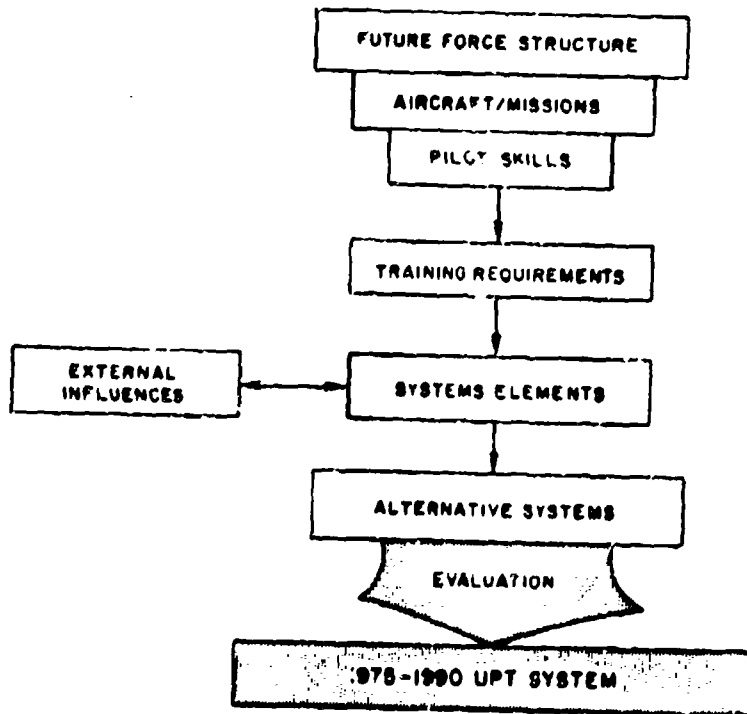 FUTURE FORCE STRUCTURE
AIRCRAFT/MISSIONS
PILOT SKILLS
TRAINING REQUIREMENTS
EXTERNAL
INFLUENCES
SYSTEMS ELEMENTS
ALTERNATIVE SYSTEMS
EVALUATION
1975-1990 UPT SYSTEM